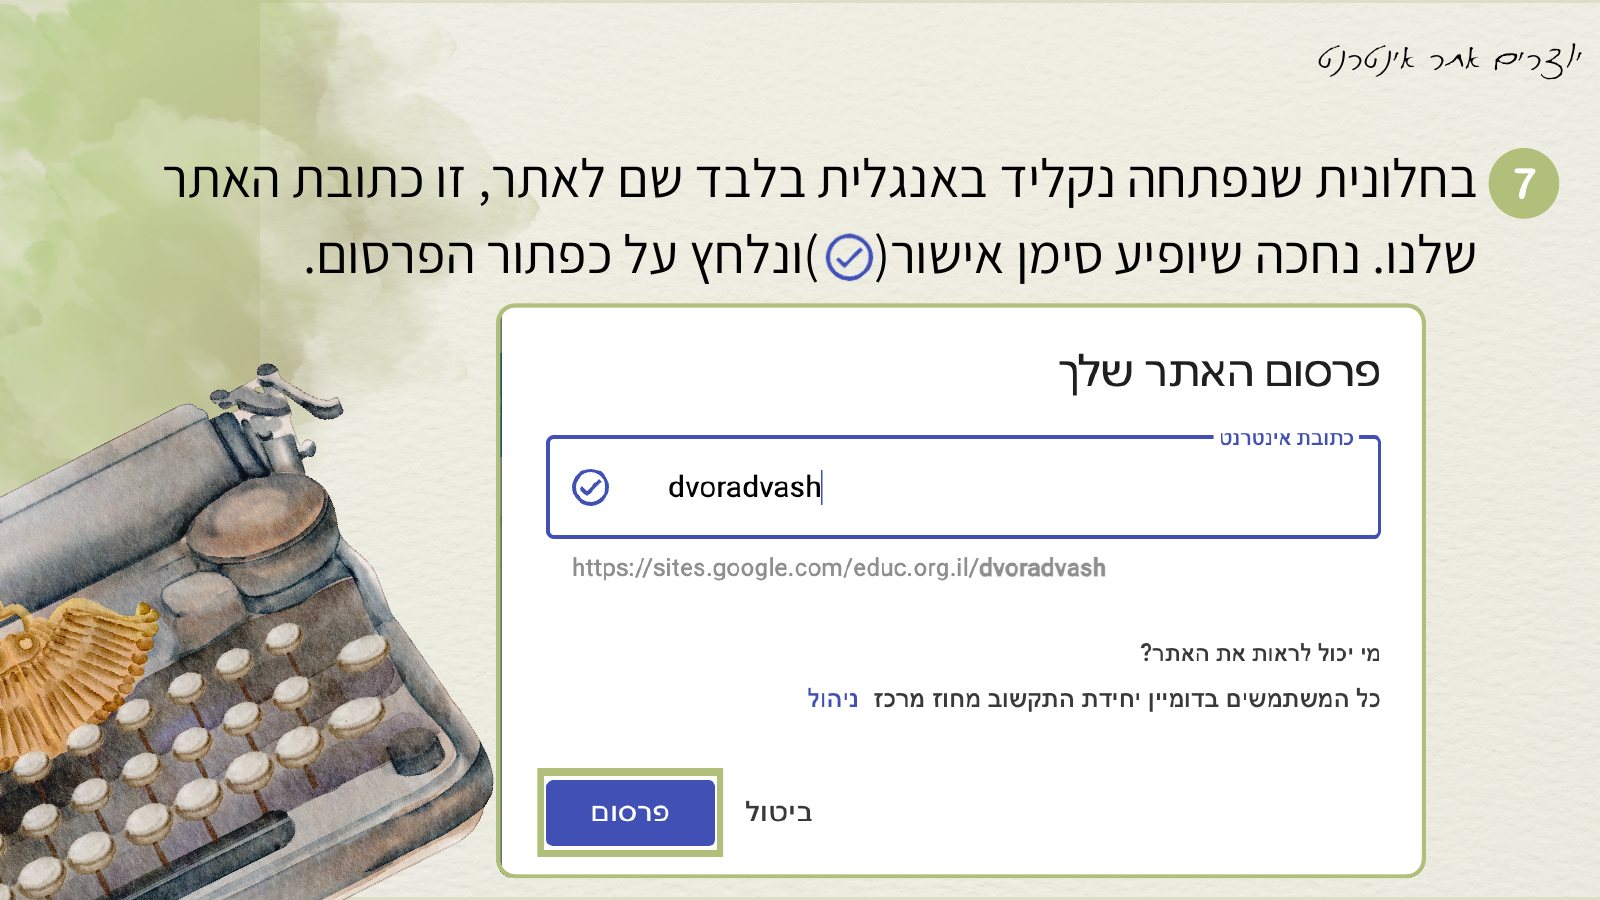 יוצרים אתר אינטרנט
7 בחלונית שנפתחה נקליד באנגלית בלבד שם לאתר, זו כתובת האתר
שלנו. נחכה שיופיע סימן אישור( )ונלחץ על כפתור הפרסום.
פרסום האתר שלך
כתובת אינטרנט
dvoradvash
https://sites.google.com/educ.org.il/dvoradvash
מי יכול לראות את האתר?
כל המשתמשים בדומיין יחידת התקשוב מחוז מרכז ניהול
ביטול פרסום